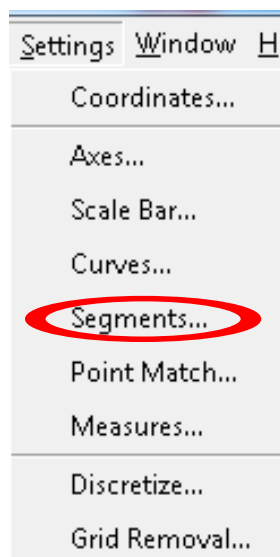 Settings Window H
Coordinates...
Axes...
Scale Bar...
Curves...
Segments...
Point Match...
Measures...
Discretize...
Grid Removal...